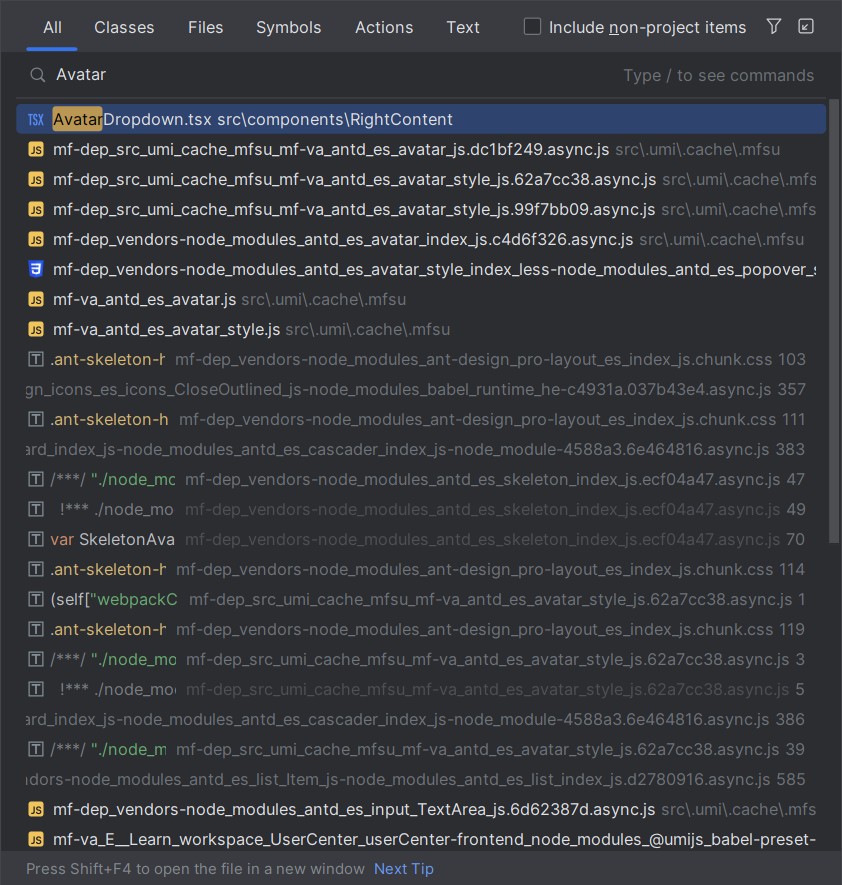 All Classes Files Symbols Actions Text Include non-project items
Avatar Type / to see commands
TSX AvatarDropdown.tsx src\components\RightContent
JS mf-dep_src_umi_cache_mfsu_mf-va_antd_es_avatar_js.dc1bf249.async.js src\.umi\.cache\.mfsu
JS mf-dep_src_umi_cache_mfsu_mf-va_antd_es_avatar_style_js.62a7cc38.async.js src\.umi\.cache\.mfs
JS mf-dep_src_umi_cache_mfsu_mf-va_antd_es_avatar_style_js.99f7bb09.async.js src\.umi\.cache\.mfs
JS mf-dep_vendors-node_modules_antd_es_avatar_index_js.c4d6f326.async.js src\.umi\.cache\.mfsu
mf-dep_vendors-node_modules_antd_es_avatar_style_index_less-node_modules_antd_es_popover_s
JS mf-va_antd_es_avatar.js src\.umi\.cache\.mfsu
JS mf-va_antd_es_avatar_style.js src\.umi\.cache\.mfsu
T .ant-skeleton-h mf-dep_vendors-node_modules_ant-design_pro-layout_es_index_js.chunk.css 103
gn_icons_es_icons_CloseOutlined_js-node_modules_babel_runtime_he-c4931a.037b43e4.async.js 357
T .ant-skeleton-h mf-dep_vendors-node_modules_ant-design_pro-layout_es_index_js.chunk.css 111
ard_index_js-node_modules_antd_es_cascader_index_js-node_module-4588a3.6e464816.async.js 383
T /***/ "./node_mc mf-dep_vendors-node_modules_antd_es_skeleton_index_js.ecf04a47.async.js 47
T !*** ./node_mo mf-dep_vendors-node_modules_antd_es_skeleton_index_js.ecf04a47.async.js 49
T var SkeletonAva mf-dep_vendors-node_modules_antd_es_skeleton_index_js.ecf04a47.async.js 70
T .ant-skeleton-h mf-dep_vendors-node_modules_ant-design_pro-layout_es_index_js.chunk.css 114
T (self["webpackC mf-dep_src_umi_cache_mfsu_mf-va_antd_es_avatar_style_js.62a7cc38.async.js 1
T .ant-skeleton-h mf-dep_vendors-node_modules_ant-design_pro-layout_es_index_js.chunk.css 119
T /***/ "./node_mo mf-dep_src_umi_cache_mfsu_mf-va_antd_es_avatar_style_js.62a7cc38.async.js 3
T !*** ./node_mo mf-dep_src_umi_cache_mfsu_mf-va_antd_es_avatar_style_js.62a7cc38.async.js 5
ard_index_js-node_modules_antd_es_cascader_index_js-node_module-4588a3.6e464816.async.js 386
T /***/ "./node_m mf-dep_src_umi_cache_mfsu_mf-va_antd_es_avatar_style_js.62a7cc38.async.js 39
ndors-node_modules_antd_es_list_Item_js-node_modules_antd_es_list_index_js.d2780916.async.js 585
JS mf-dep_vendors-node_modules_antd_es_input_TextArea_js.6d62387d.async.js src\.umi\.cache\.mfs
JS mf-va_E__Learn_workspace_UserCenter_userCenter-frontend_node_modules_@umijs_babel-preset-
Press Shift+F4 to open the file in a new window Next Tip